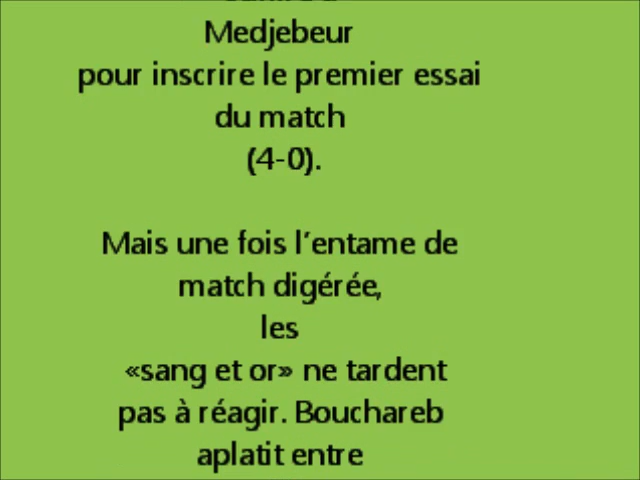 Medjebeur
pour inscrire le premier essai
du match
(4-0).
Mais une fois l'entame de
match digérée,
les
«sang et or» ne tardent
pas à réagir. Bouchareb
aplatit entre